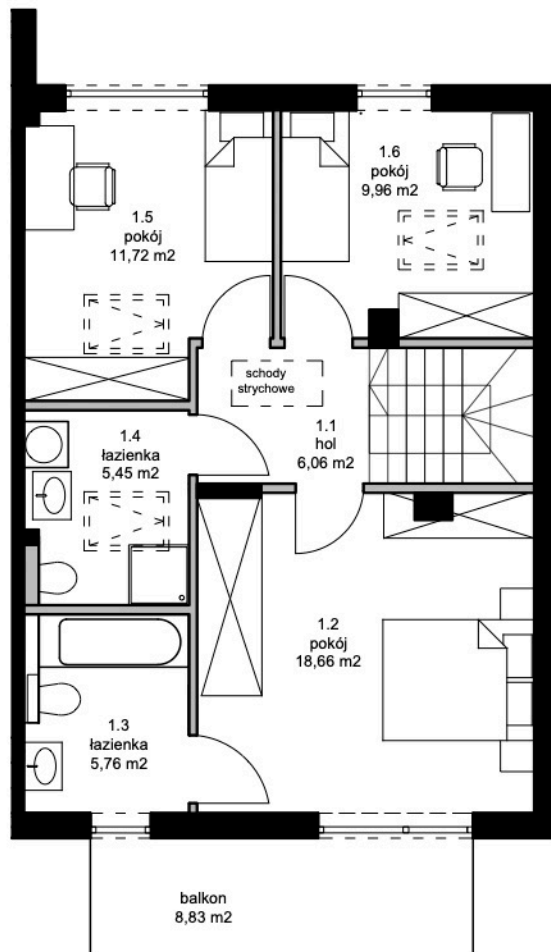 1.6
pokój
9,96 m2
1.5
pokój
11,72 m2
schody
strychowe
1.1
hol
6,06 m2
1.4
łazienka
5,45 m2
1.2
pokój
18,66 m2
1.3
łazienka
5,76 m2
balkon
8,83 m2